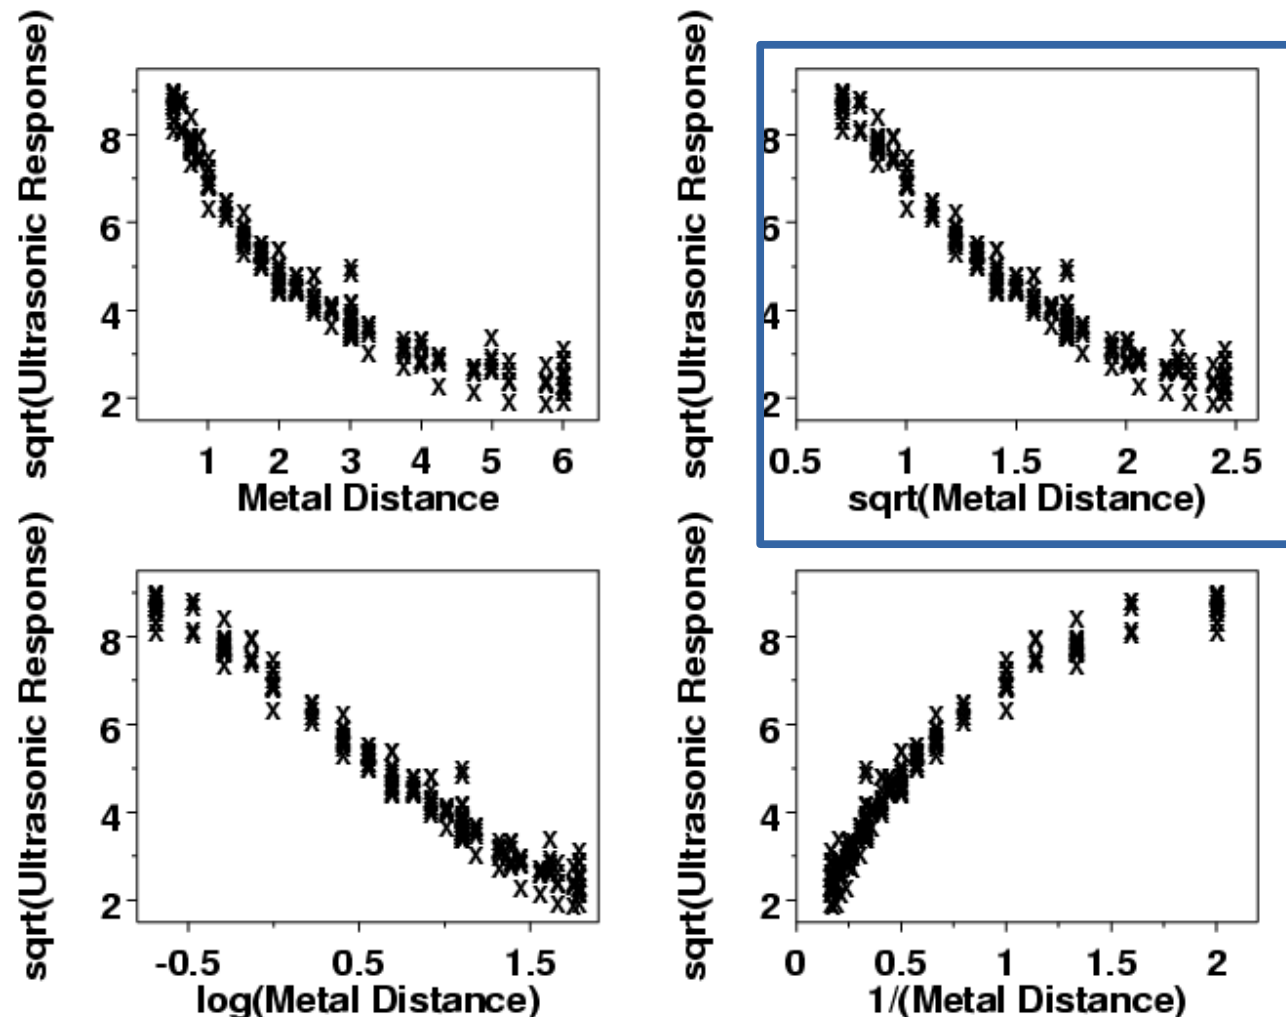 sqrt(Ultrasonic Response)
8
6
4
2
1 2 3 4 5 6
Metal Distance
sqrt(Ultrasonic Response)
8
6
4
2
0.5 1 1.5 2 2.5
sqrt(Metal Distance)
sqrt(Ultrasonic Response)
8
6
4
2
-0.5 0.5 1.5
log(Metal Distance)
sqrt(Ultrasonic Response)
8
6
4
2
0 0.5 1 1.5 2
1/(Metal Distance)